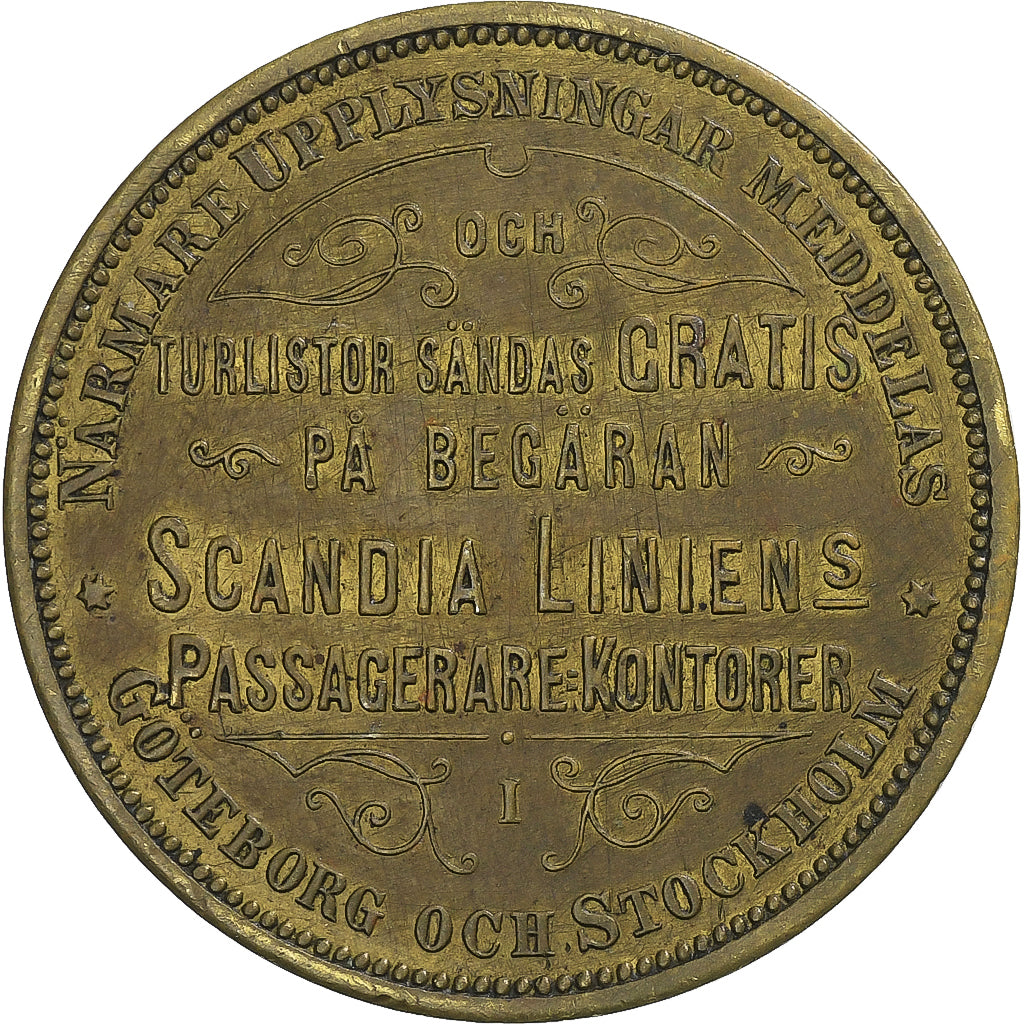 NÄRMARE UPPLYSNINGAR MEDDELAS
OCH
TURLISTOR SÄNDAS GRATIS
PÅ BEGÄRAN
SCANDIA LINIENS
PASSAGERARE=KONTORER
I
GÖTEBORG OCH STOCKHOLM